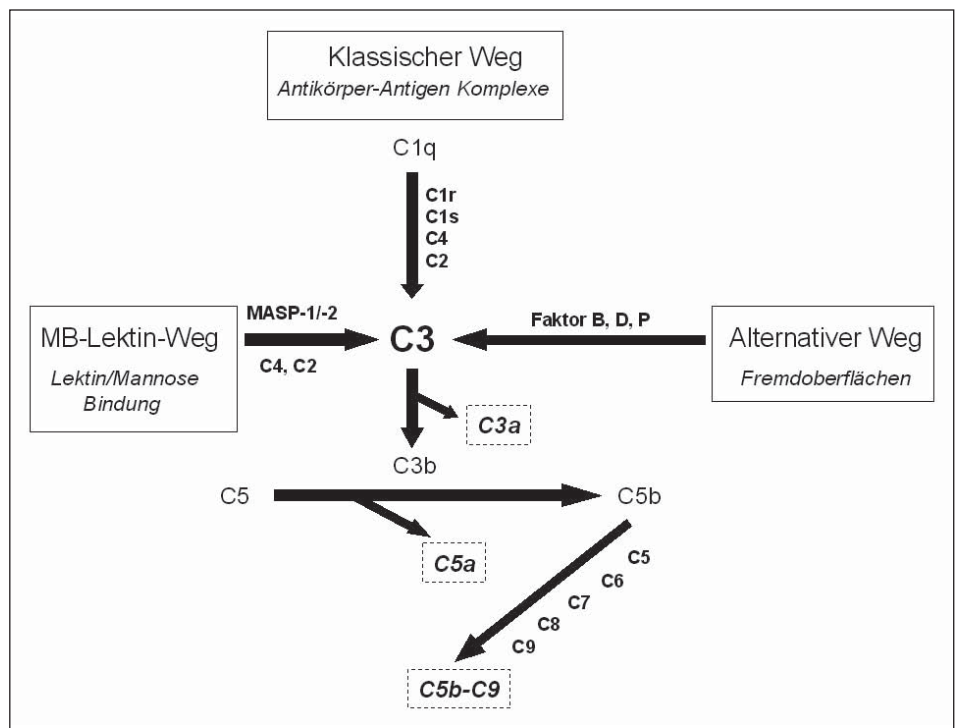 Klassischer Weg
Antikörper-Antigen Komplexe
C1q
C1r
C1s
C4
C2
MB-Lektin-Weg
Lektin/Mannose
Bindung
MASP-1/-2
C4, C2
C3
Faktor B, D, P
Alternativer Weg
Fremdoberflächen
C3a
C3b
C5
C5b
C5a
C5
C6
C7
C8
C9
C5b-C9